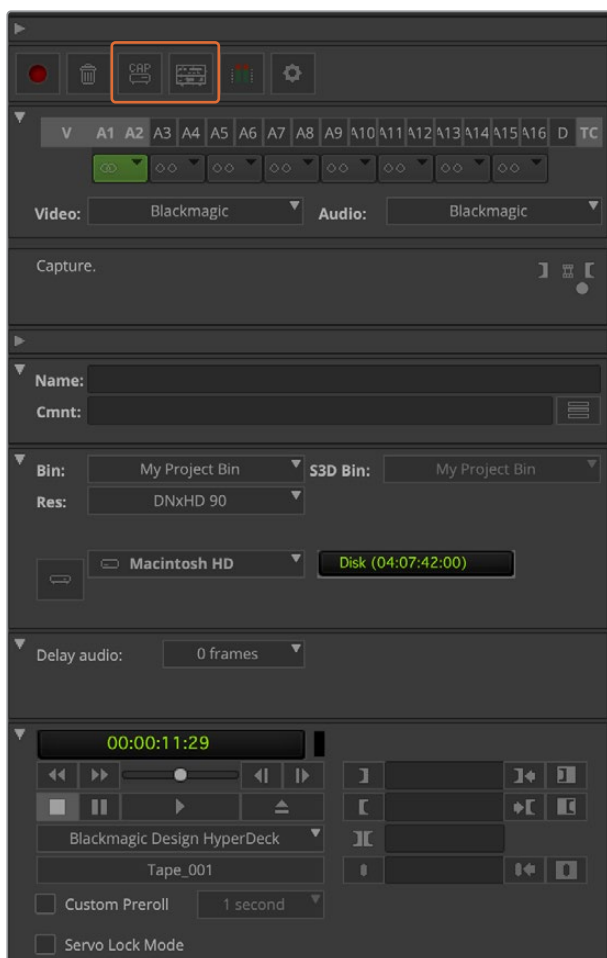 CAP
V A1 A2 A3 A4 A5 A6 A7 A8 A9 A10 A11 A12 A13 A14 A15 A16 D TC
Video: Blackmagic Audio: Blackmagic
Capture.
Name:
Cmnt:
Bin: My Project Bin S3D Bin: My Project Bin
Res: DNxHD 90
Macintosh HD Disk (04:07:42:00)
Delay audio: 0 frames
00:00:11:29
Blackmagic Design HyperDeck
Tape_001
Custom Preroll 1 second
Servo Lock Mode